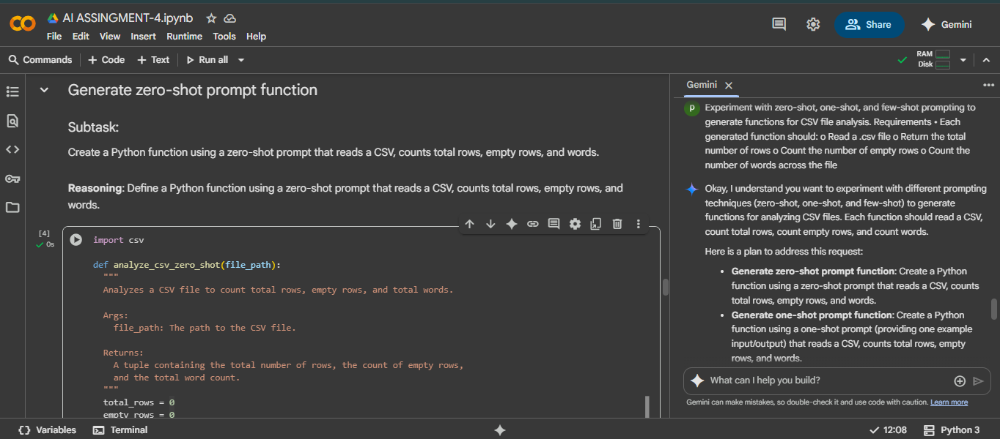 AI ASSINGMENT-4.ipynb
File Edit View Insert Runtime Tools Help
Share
Gemini
Commands + Code + Text Run all
RAM
Disk
Generate zero-shot prompt function
Subtask:
Create a Python function using a zero-shot prompt that reads a CSV, counts total rows, empty rows, and words.
Reasoning: Define a Python function using a zero-shot prompt that reads a CSV, counts total rows, empty rows, and
words.
[4]
0s
import csv
def analyze_csv_zero_shot(file_path):
"""
Analyzes a CSV file to count total rows, empty rows, and total words.
Args:
file_path: The path to the CSV file.
Returns:
A tuple containing the total number of rows, the count of empty rows,
and the total word count.
"""
total_rows = 0
empty rows = 0
Gemini
P
Experiment with zero-shot, one-shot, and few-shot prompting to
generate functions for CSV file analysis. Requirements • Each
generated function should: o Read a .csv file o Return the total
number of rows o Count the number of empty rows o Count the
number of words across the file
Okay, I understand you want to experiment with different prompting
techniques (zero-shot, one-shot, and few-shot) to generate
functions for analyzing CSV files. Each function should read a CSV,
count total rows, count empty rows, and count words.
Here is a plan to address this request:
• Generate zero-shot prompt function: Create a Python
function using a zero-shot prompt that reads a CSV, counts
total rows, empty rows, and words.
• Generate one-shot prompt function: Create a Python
function using a one-shot prompt (providing one example
input/output) that reads a CSV, counts total rows, empty
rows, and words.
What can I help you build?
Gemini can make mistakes, so double-check it and use code with caution. Learn more
{} Variables
Terminal
12:08
Python 3